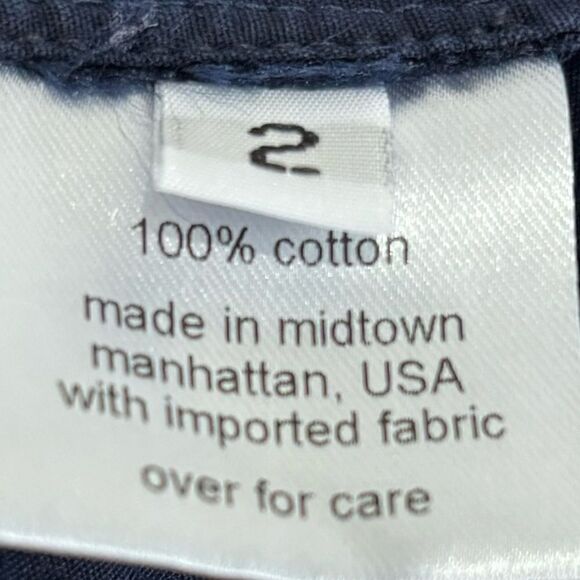 2
100% cotton
made in midtown
manhattan, USA
with imported fabric
over for care